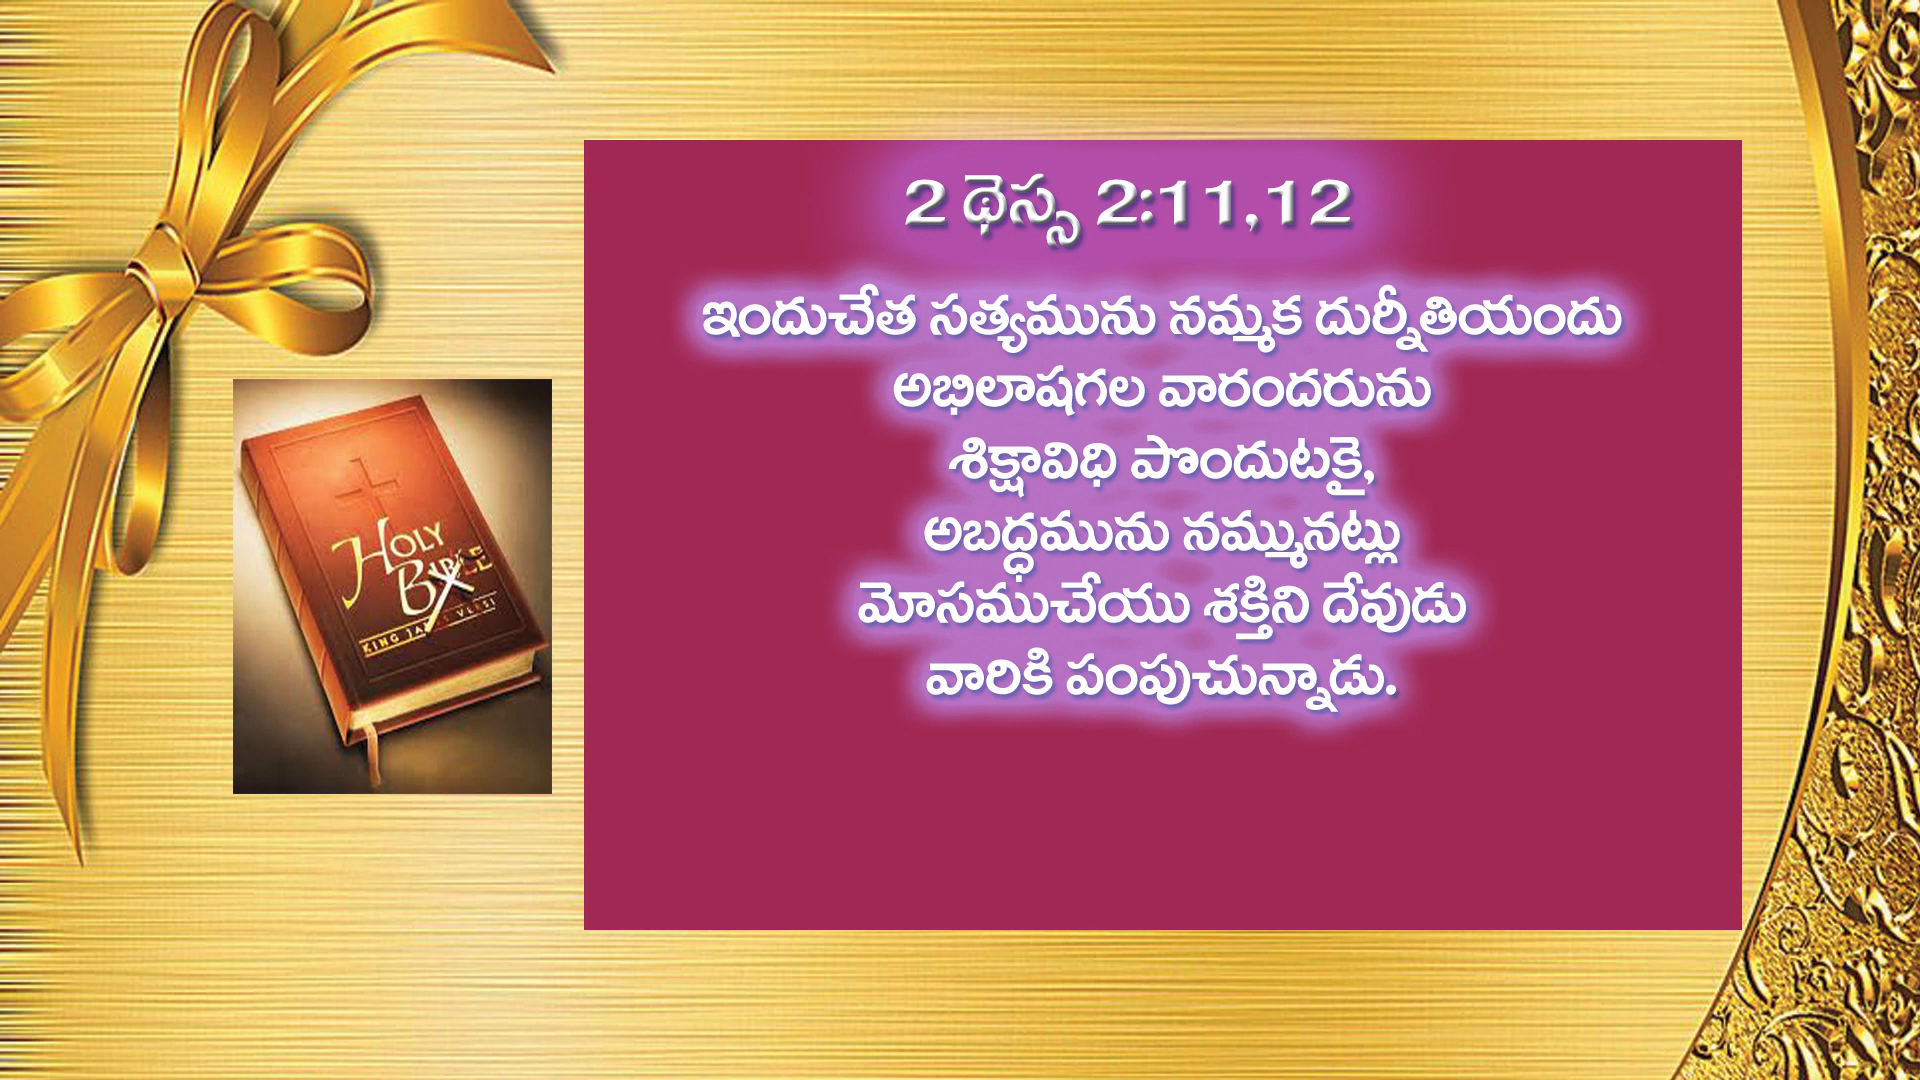 2 థెస్స 2:11,12
ఇందుచేత సత్యమును నమ్మక దుర్నీతియందు
అభిలాషగల వారందరును
శిక్షావిధి పొందుటకై,
అబద్ధమును నమ్మునట్లు
మోసముచేయు శక్తిని దేవుడు
వారికి పంపుచున్నాడు.
HOLY
BIBLE
KING